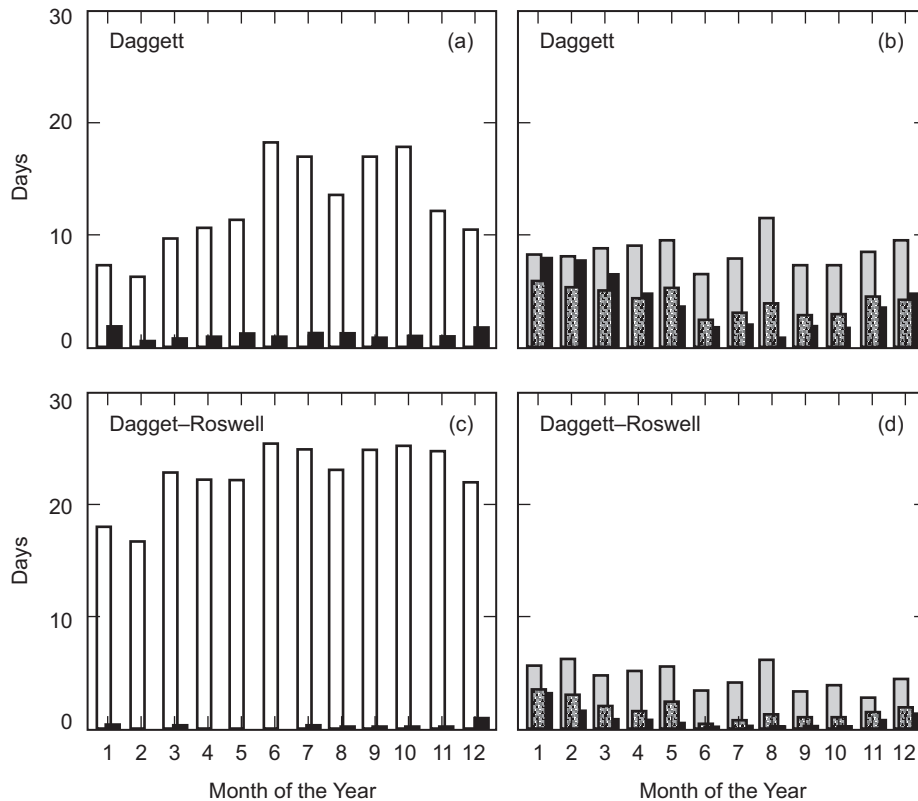 30
Daggett (a)
20
Days
10
0
Daggett (b)
30
Dagget–Roswell (c)
20
Days
10
0
1 2 3 4 5 6 7 8 9 10 11 12
Month of the Year
Daggett–Roswell (d)
1 2 3 4 5 6 7 8 9 10 11 12
Month of the Year